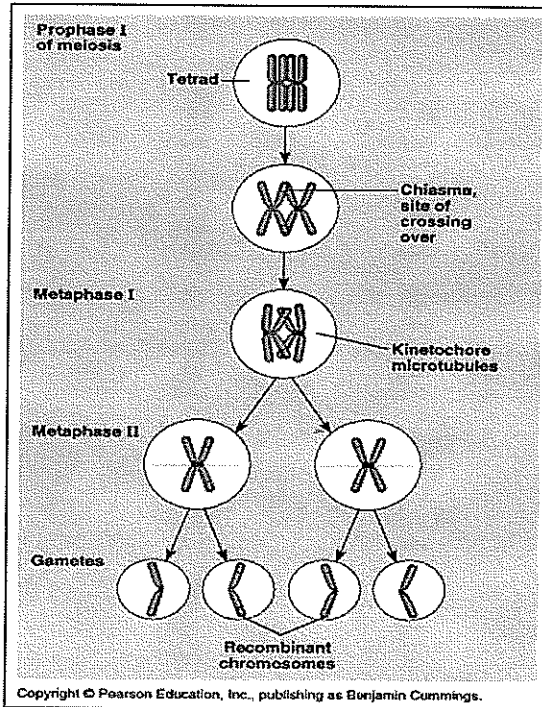 Prophase I
of meiosis
Tetrad
Chiasma,
site of
crossing
over
Metaphase I
Kinetochore
microtubules
Metaphase II
Gametes
Recombinant
chromosomes
Copyright © Pearson Education, Inc., publishing as Benjamin Cummings.